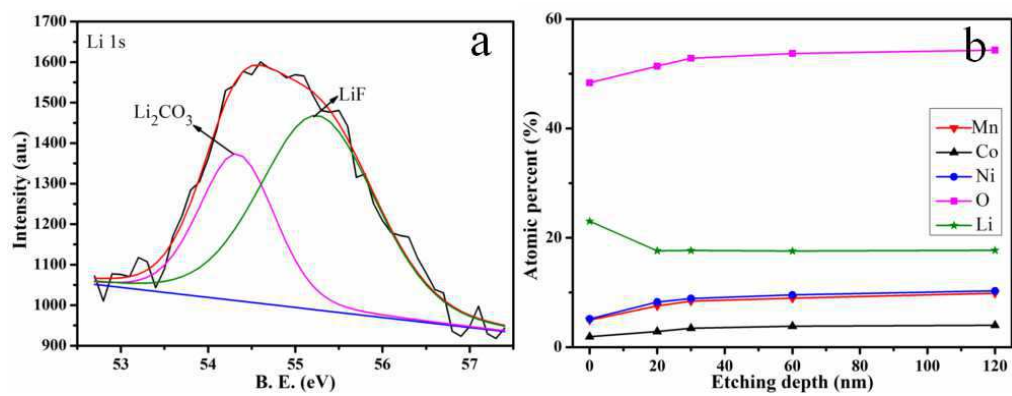 Li 1s
a
Li₂CO₃
LiF
Intensity (au.)
1700
1600
1500
1400
1300
1200
1100
1000
900
53 54 55 56 57
B. E. (eV)
b
Atomic percent (%)
60
40
20
0
Mn
Co
Ni
O
Li
0 20 40 60 80 100 120
Etching depth (nm)